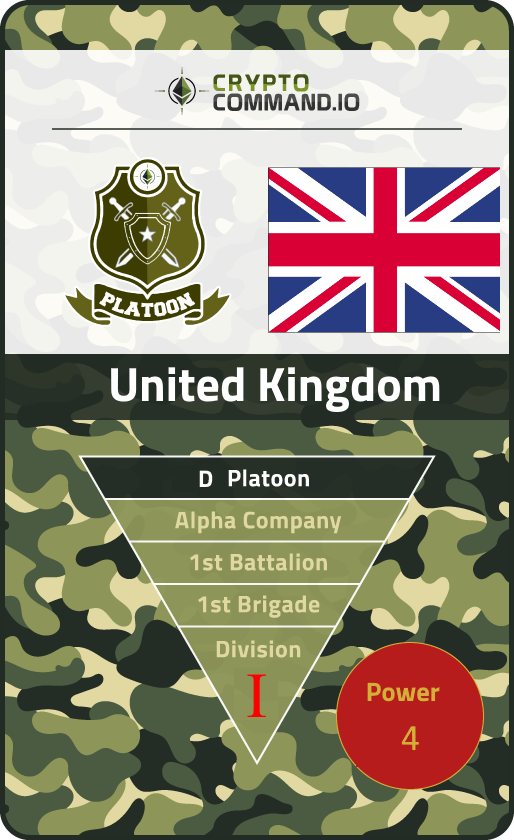 CRYPTO
COMMAND.IO
PLATOON
United Kingdom
D Platoon
Alpha Company
1st Battalion
1st Brigade
Division
I
Power
4